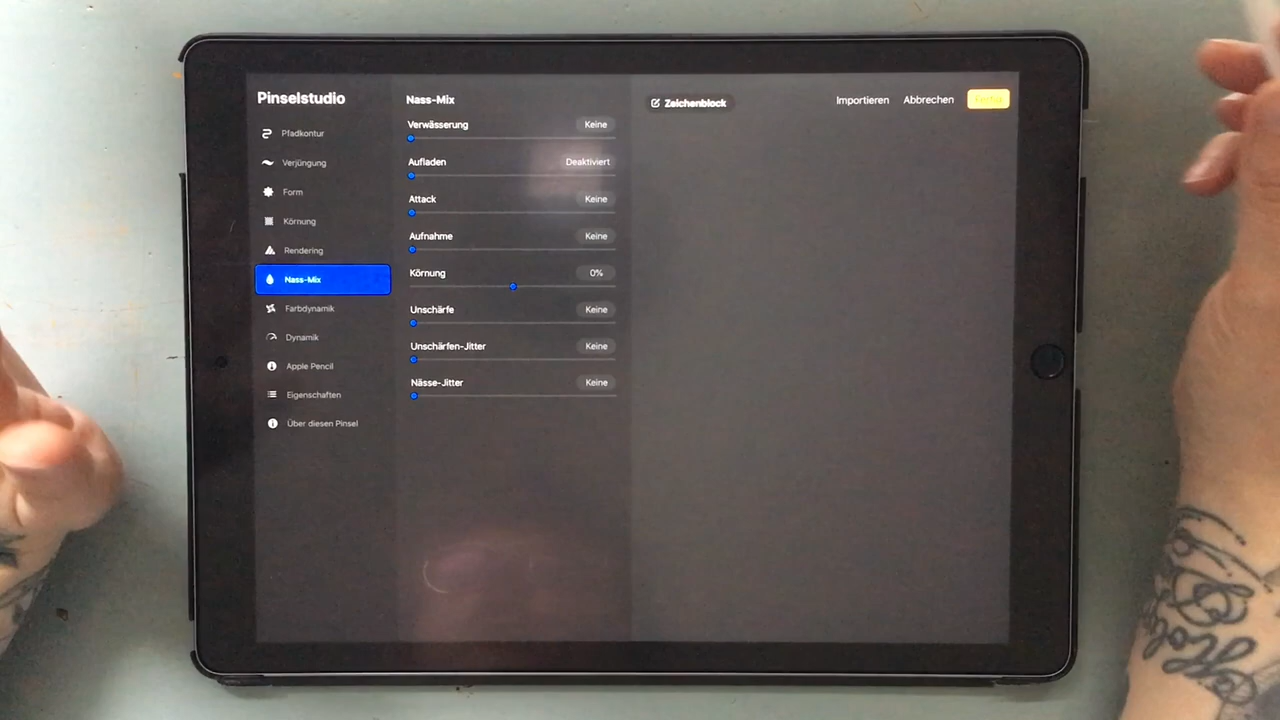 Pinselstudio
Pfadkontur
Verjüngung
Form
Körnung
Rendering
Nass-Mix
Farbdynamik
Dynamik
Apple Pencil
Eigenschaften
Über diesen Pinsel
Nass-Mix
Verwässerung Keine
Aufladen Deaktiviert
Attack Keine
Aufnahme Keine
Körnung 0%
Unschärfe Keine
Unschärfen-Jitter Keine
Nässe-Jitter Keine
Zeichenblock
Importieren Abbrechen Fertig